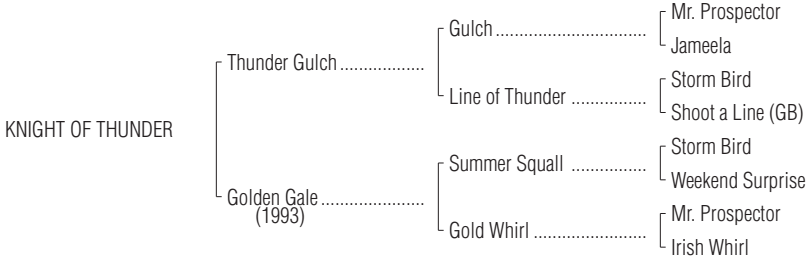 Mr. Prospector
Gulch ................................
Jameela
Thunder Gulch ..................
Storm Bird
Line of Thunder ................
Shoot a Line (GB)
KNIGHT OF THUNDER
Storm Bird
Summer Squall ................
Weekend Surprise
Golden Gale ......................
(1993)
Mr. Prospector
Gold Whirl ........................
Irish Whirl